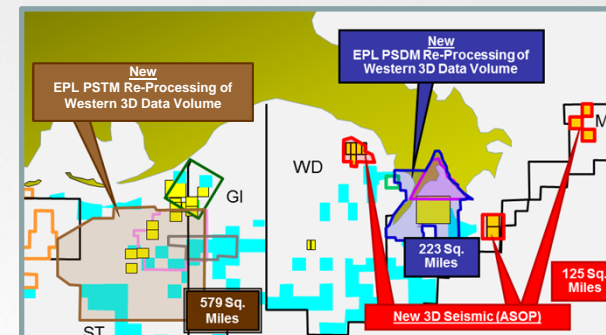 New
EPL PSDM Re-Processing of
Western 3D Data Volume
New
EPL PSTM Re-Processing of
Western 3D Data Volume
M
WD
GI
223 Sq.
Miles
125 Sq.
Miles
579 Sq.
Miles
New 3D Seismic (ASOP)
ST